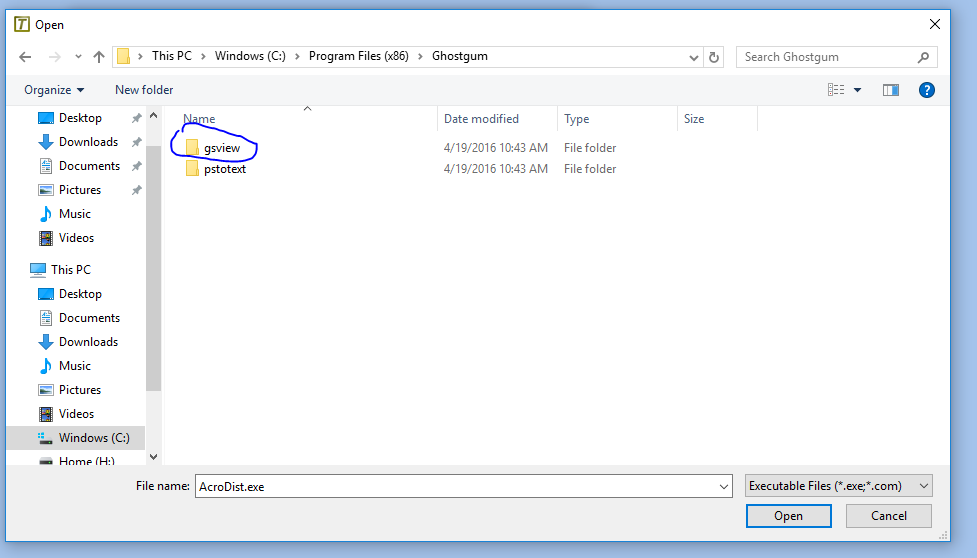 T Open
This PC > Windows (C:) > Program Files (x86) > Ghostgum
Search Ghostgum
Organize
New folder
?
Name
Date modified
Type
Size
gsview
4/19/2016 10:43 AM
File folder
pstotext
4/19/2016 10:43 AM
File folder
Desktop
Downloads
Documents
Pictures
Music
Videos
This PC
Desktop
Documents
Downloads
Music
Pictures
Videos
Windows (C:)
Home (H:)
File name:
AcroDist.exe
Executable Files (*.exe;*.com)
Open
Cancel